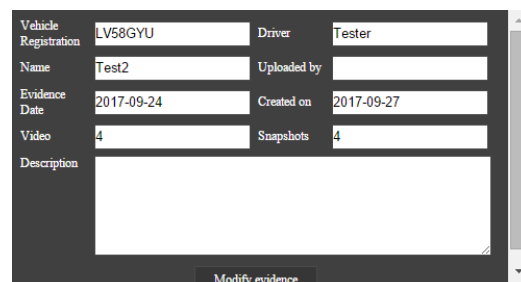 Vehicle Registration LV58GYU Driver Tester
Name Test2 Uploaded by
Evidence Date 2017-09-24 Created on 2017-09-27
Video 4 Snapshots 4
Description
Modify evidence